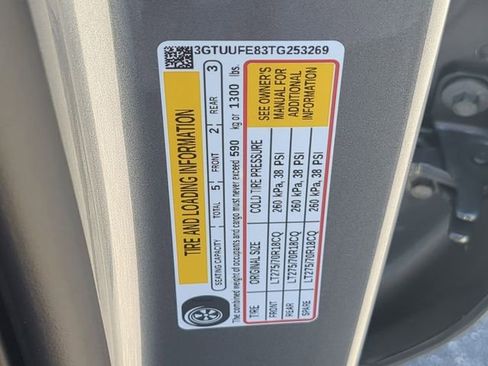 3GTUUFE83TG253269
TIRE AND LOADING INFORMATION
SEATING CAPACITY TOTAL 5 FRONT 2 REAR 3
The combined weight of occupants and cargo must never exceed 590 kg or 1300 lbs.
TIRE ORIGINAL SIZE COLD TIRE PRESSURE
FRONT LT275/70R18CQ 260 kPa, 38 PSI
REAR LT275/70R18CQ 260 kPa, 38 PSI
SPARE LT275/70R18CQ 260 kPa, 38 PSI
SEE OWNER'S
MANUAL FOR
ADDITIONAL
INFORMATION